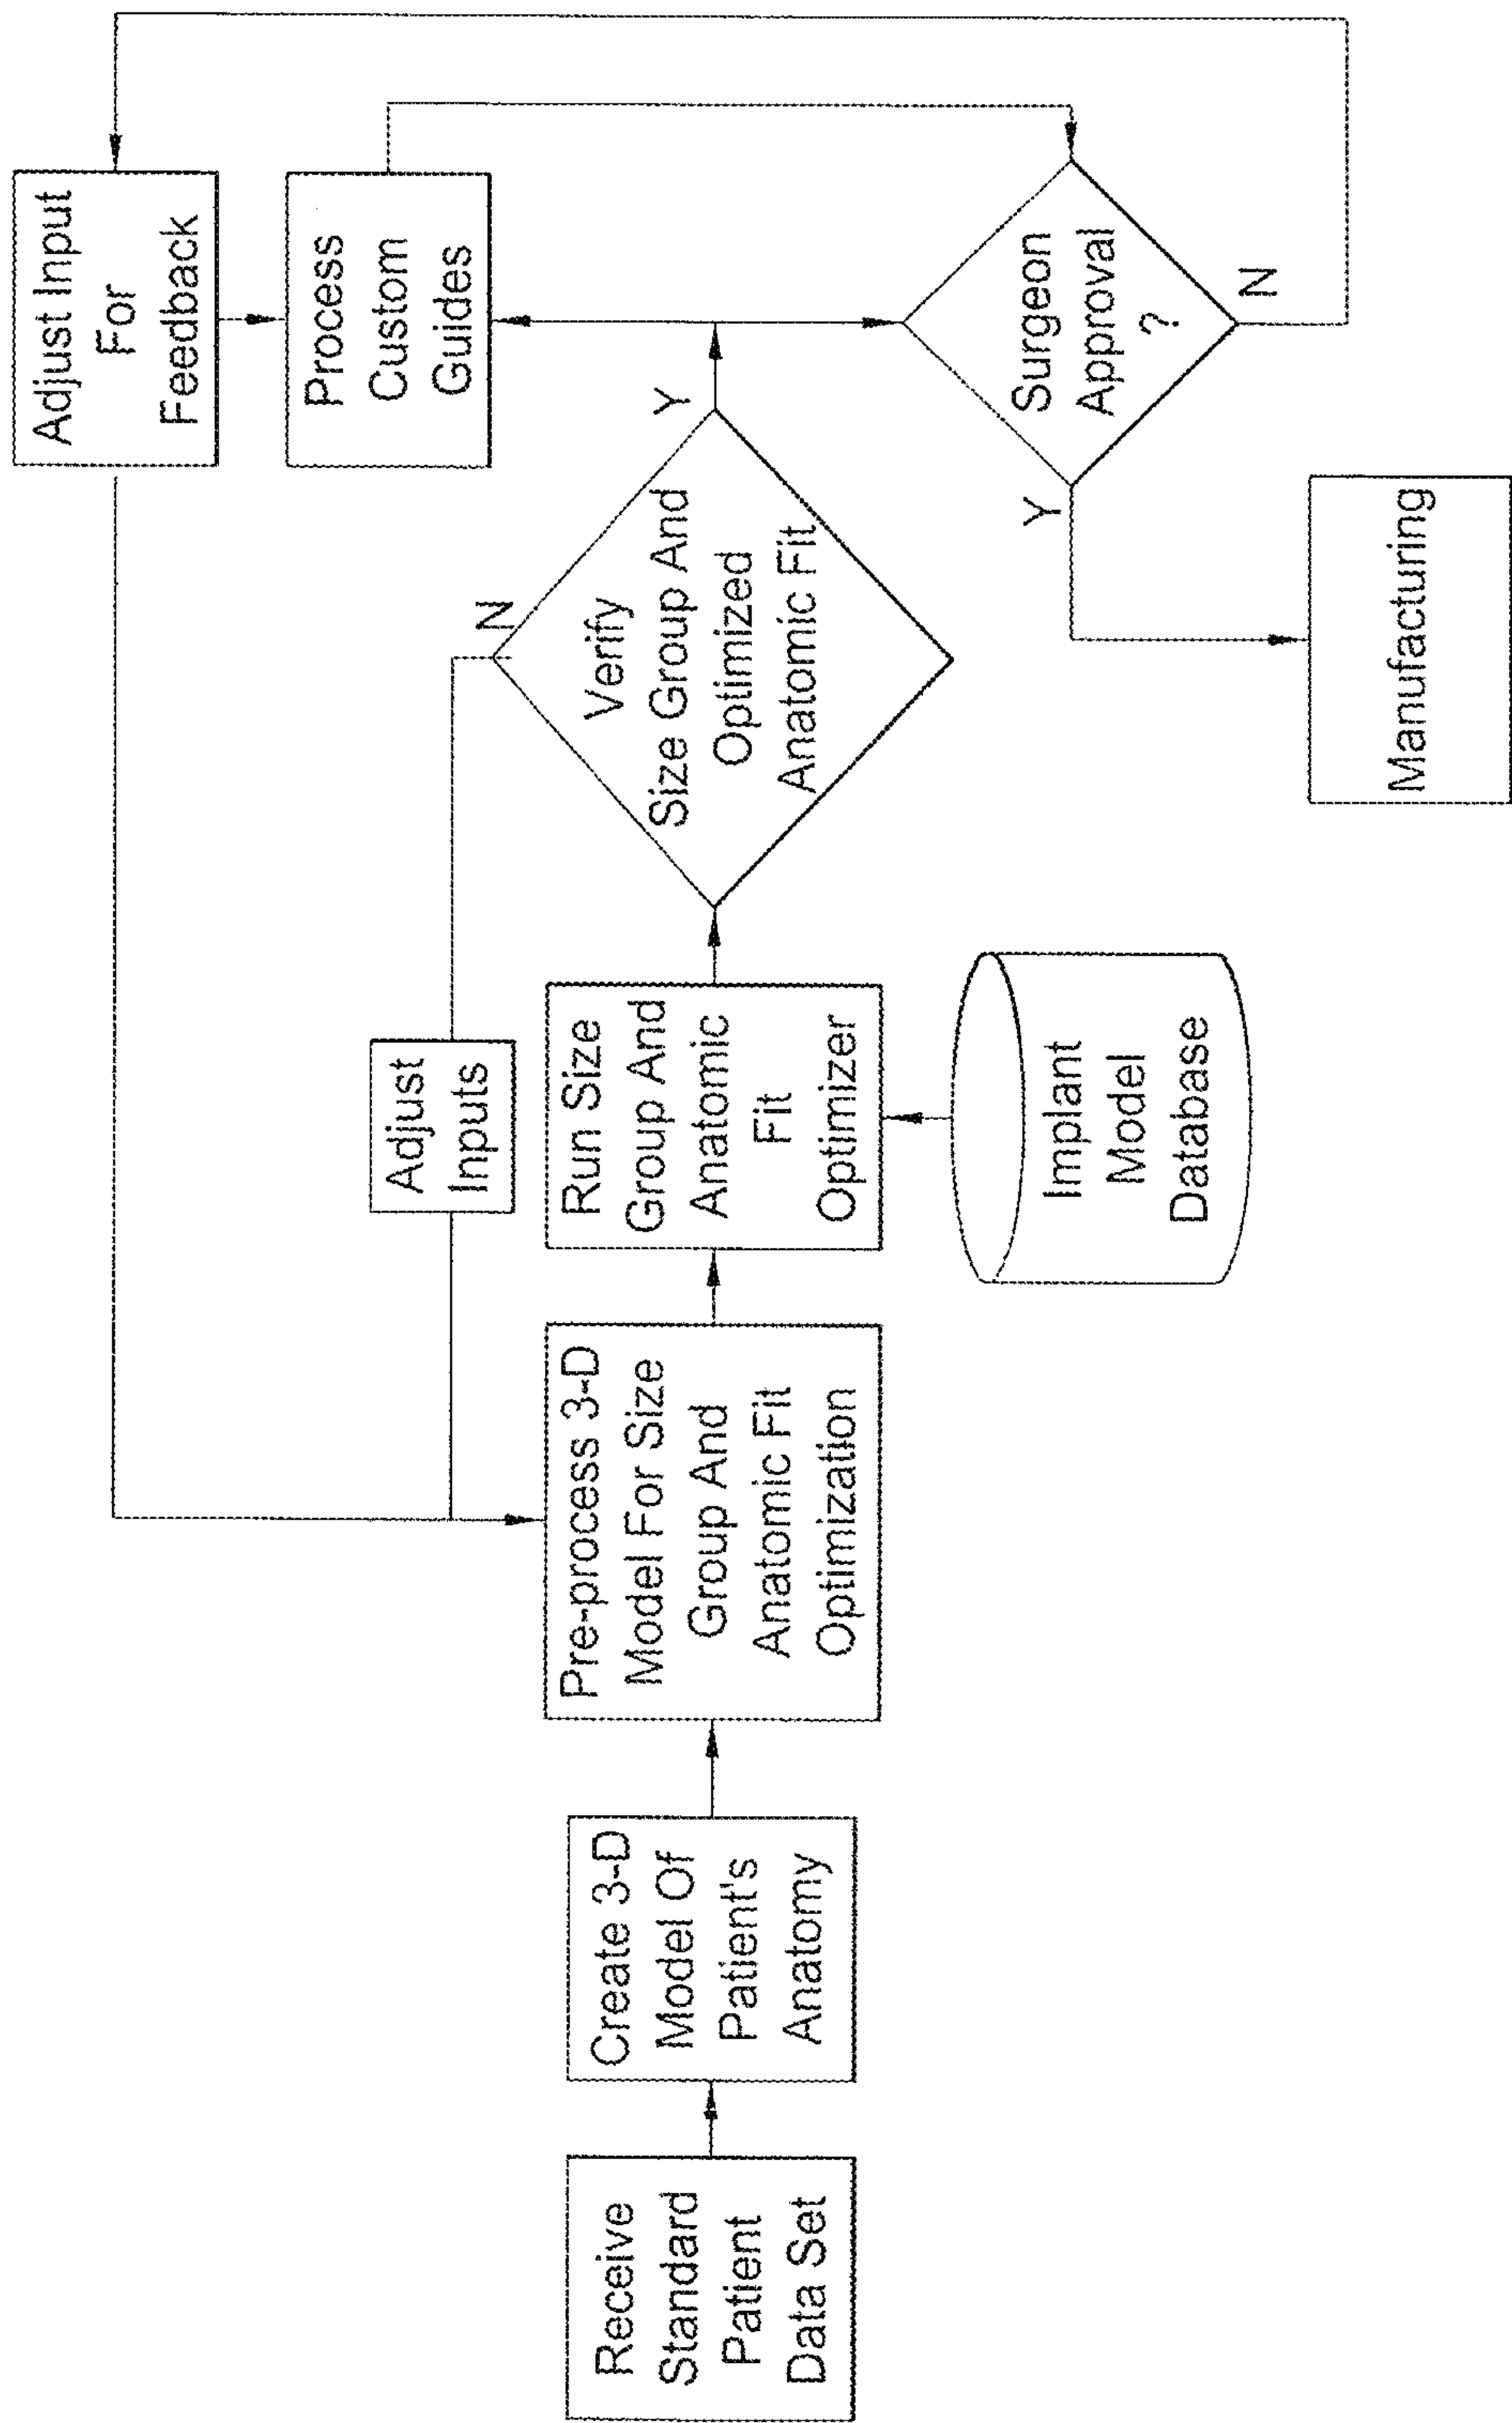 Receive
Standard
Patient
Data Set
Create 3-D
Model Of
Patient's
Anatomy
Pre-process 3-D
Model For Size
Group And
Anatomic Fit
Optimization
Adjust
Inputs
Run Size
Group And
Anatomic
Fit
Optimizer
Implant
Model
Database
N
Verify
Size Group And
Optimized
Anatomic Fit
Y
Adjust Input
For
Feedback
Process
Custom
Guides
Surgeon
Approval
?
Y
N
Manufacturing